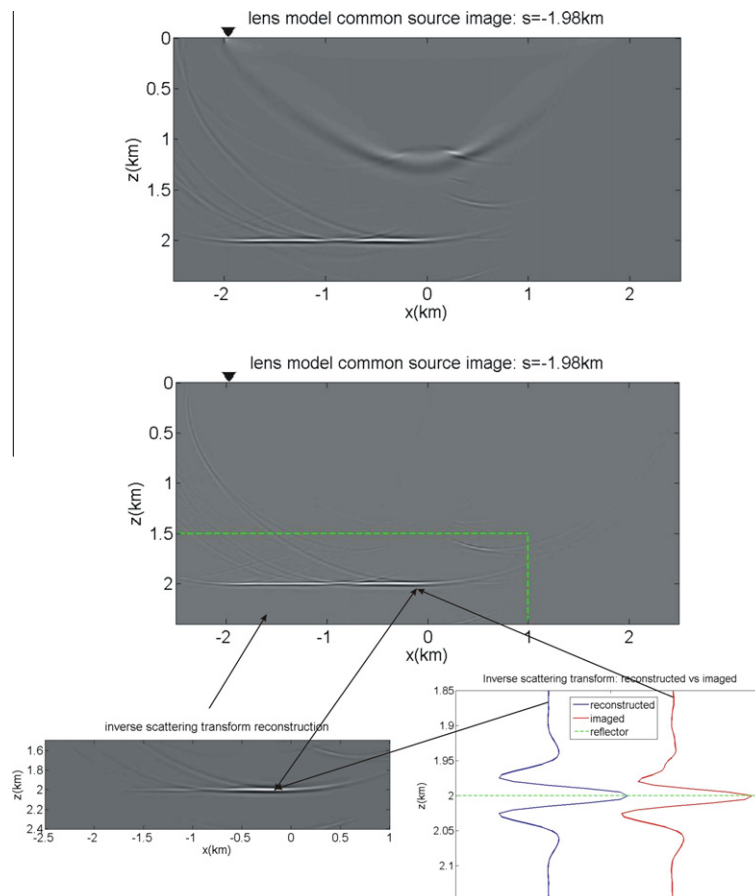 lens model common source image: s=-1.98km
0
0.5
1
1.5
2
z(km)
-2
-1
0
1
2
x(km)
lens model common source image: s=-1.98km
0
0.5
1
1.5
2
z(km)
-2
-1
0
1
2
x(km)
inverse scattering transform reconstruction
1.6
1.8
2
2.2
2.4
z(km)
-2.5
-2
-1.5
-1
-0.5
0
0.5
1
x(km)
Inverse scattering transform: reconstructed vs imaged
1.85
1.9
1.95
2
2.05
2.1
z(km)
reconstructed
imaged
reflector